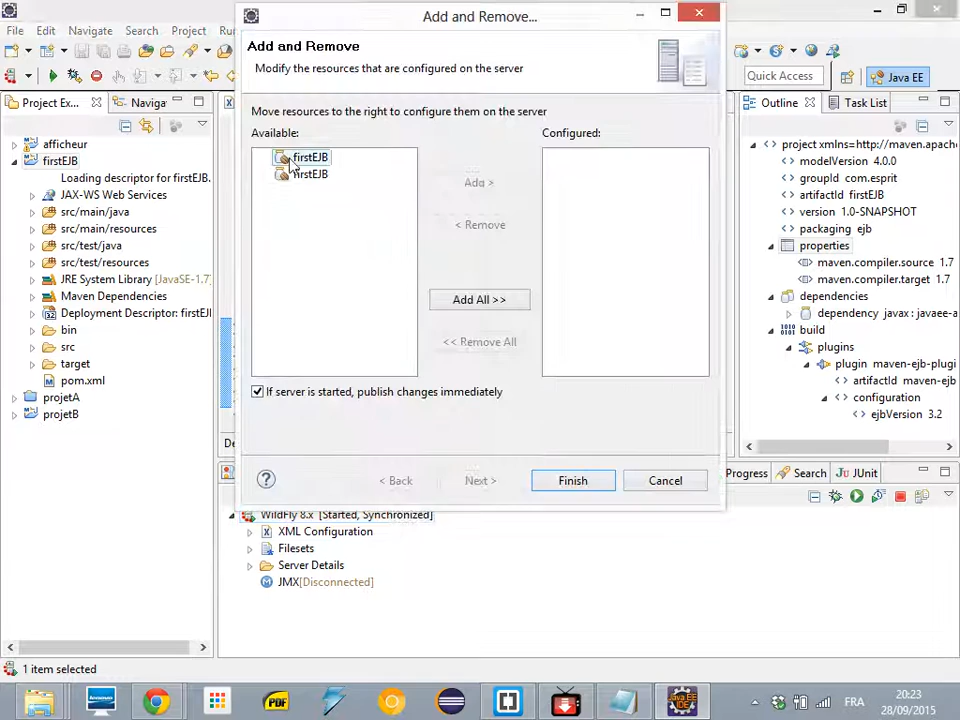 Add and Remove...
Add and Remove
Modify the resources that are configured on the server
Move resources to the right to configure them on the server
Available:
Configured:
firstEJB
firstEJB
Add >
< Remove
Add All >>
<< Remove All
If server is started, publish changes immediately
< Back
Next >
Finish
Cancel
File Edit Navigate Search Project Ru
Quick Access
Java EE
Project Ex...
Naviga
afficheur
firstEJB
Loading descriptor for firstEJB.
JAX-WS Web Services
src/main/java
src/main/resources
src/test/java
src/test/resources
JRE System Library [JavaSE-1.7]
Maven Dependencies
Deployment Descriptor: firstEJ
bin
src
target
pom.xml
projetA
projetB
De
Outline
Task List
project xmlns=http://maven.apache
modelVersion 4.0.0
groupId com.esprit
artifactId firstEJB
version 1.0-SNAPSHOT
packaging ejb
properties
maven.compiler.source 1.7
maven.compiler.target 1.7
dependencies
dependency javax : javaee-a
build
plugins
plugin maven-ejb-plugi
artifactId maven-ejb
configuration
ejbVersion 3.2
Progress
Search
JUnit
WildFly 8.x [Started, Synchronized]
XML Configuration
Filesets
Server Details
JMX[Disconnected]
1 item selected
PDF
Java EE IDE
FRA
20:23
28/09/2015